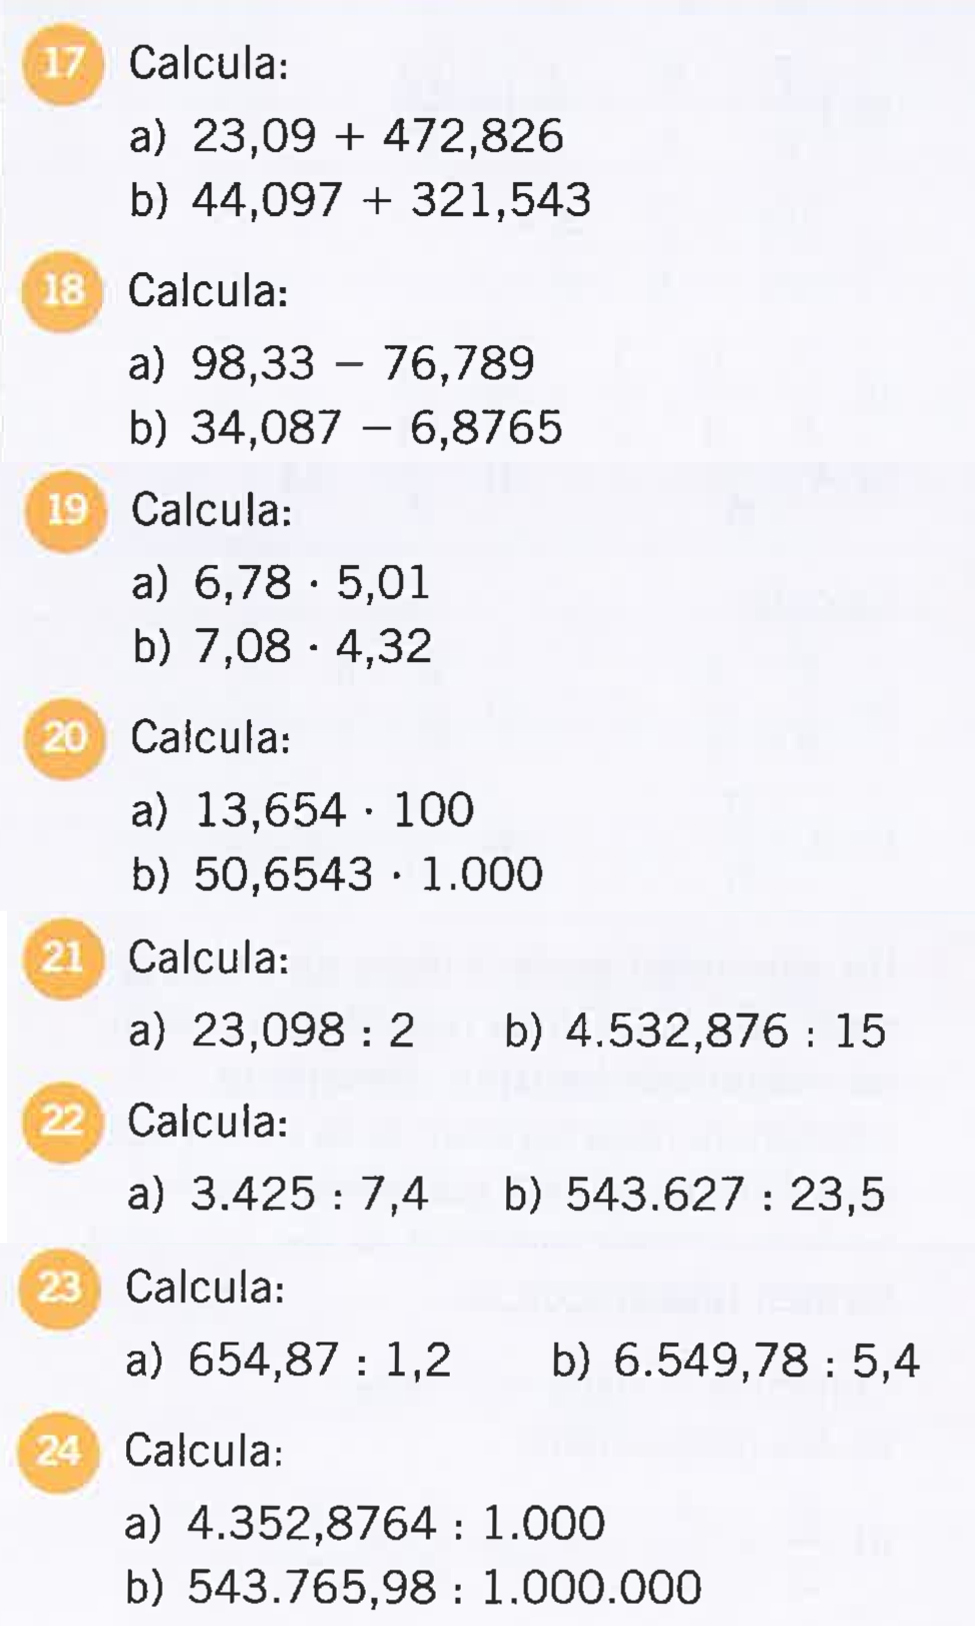 17 Calcula:
a) 23,09 + 472,826
b) 44,097 + 321,543
18 Calcula:
a) 98,33 − 76,789
b) 34,087 − 6,8765
19 Calcula:
a) 6,78 · 5,01
b) 7,08 · 4,32
20 Calcula:
a) 13,654 · 100
b) 50,6543 · 1.000
21 Calcula:
a) 23,098 : 2 b) 4.532,876 : 15
22 Calcula:
a) 3.425 : 7,4 b) 543.627 : 23,5
23 Calcula:
a) 654,87 : 1,2 b) 6.549,78 : 5,4
24 Calcula:
a) 4.352,8764 : 1.000
b) 543.765,98 : 1.000.000